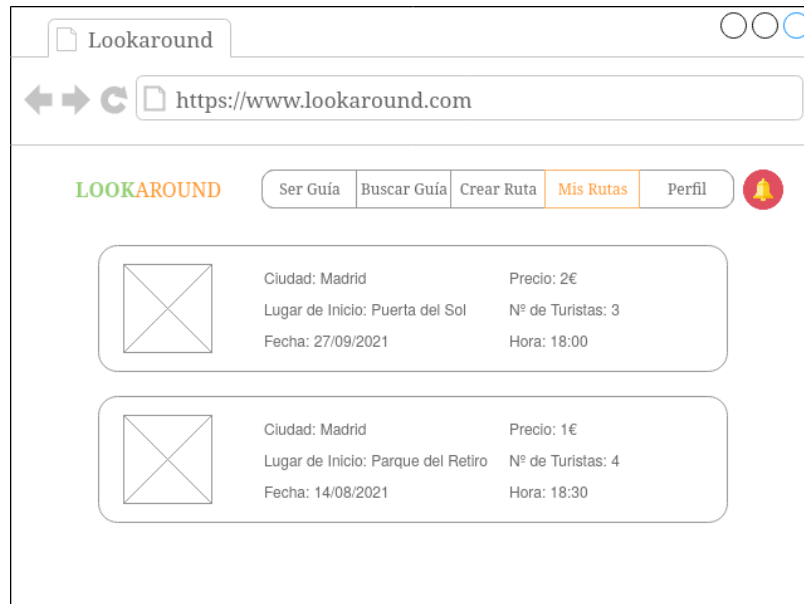 Lookaround
https://www.lookaround.com
LOOKAROUND
Ser Guía Buscar Guía Crear Ruta Mis Rutas Perfil
Ciudad: Madrid Precio: 2€
Lugar de Inicio: Puerta del Sol Nº de Turistas: 3
Fecha: 27/09/2021 Hora: 18:00
Ciudad: Madrid Precio: 1€
Lugar de Inicio: Parque del Retiro Nº de Turistas: 4
Fecha: 14/08/2021 Hora: 18:30